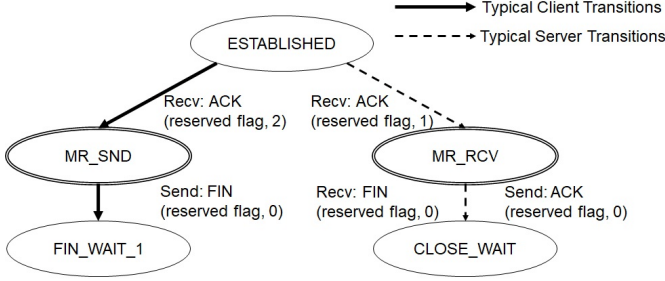 Typical Client Transitions
Typical Server Transitions
ESTABLISHED
Recv: ACK
(reserved flag, 2)
Recv: ACK
(reserved flag, 1)
MR_SND
MR_RCV
Send: FIN
(reserved flag, 0)
Recv: FIN
(reserved flag, 0)
Send: ACK
(reserved flag, 0)
FIN_WAIT_1
CLOSE_WAIT